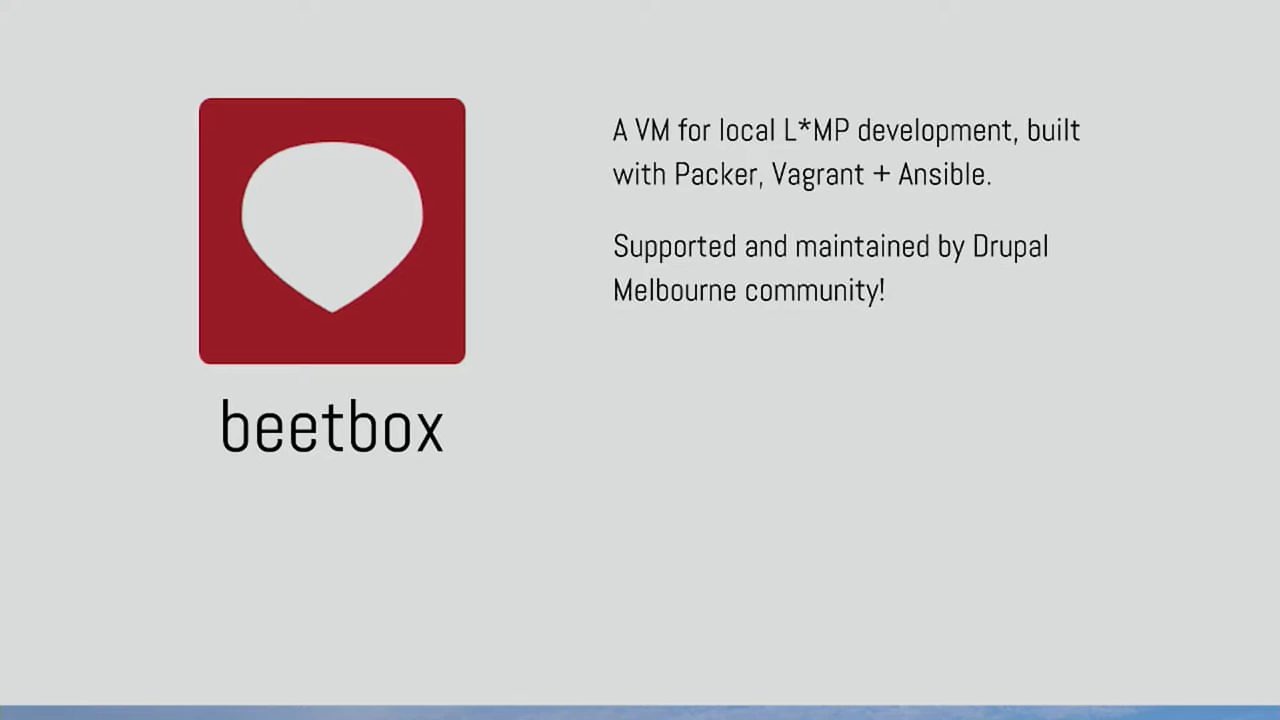 A VM for local L*MP development, built
with Packer, Vagrant + Ansible.
Supported and maintained by Drupal
Melbourne community!
beetbox